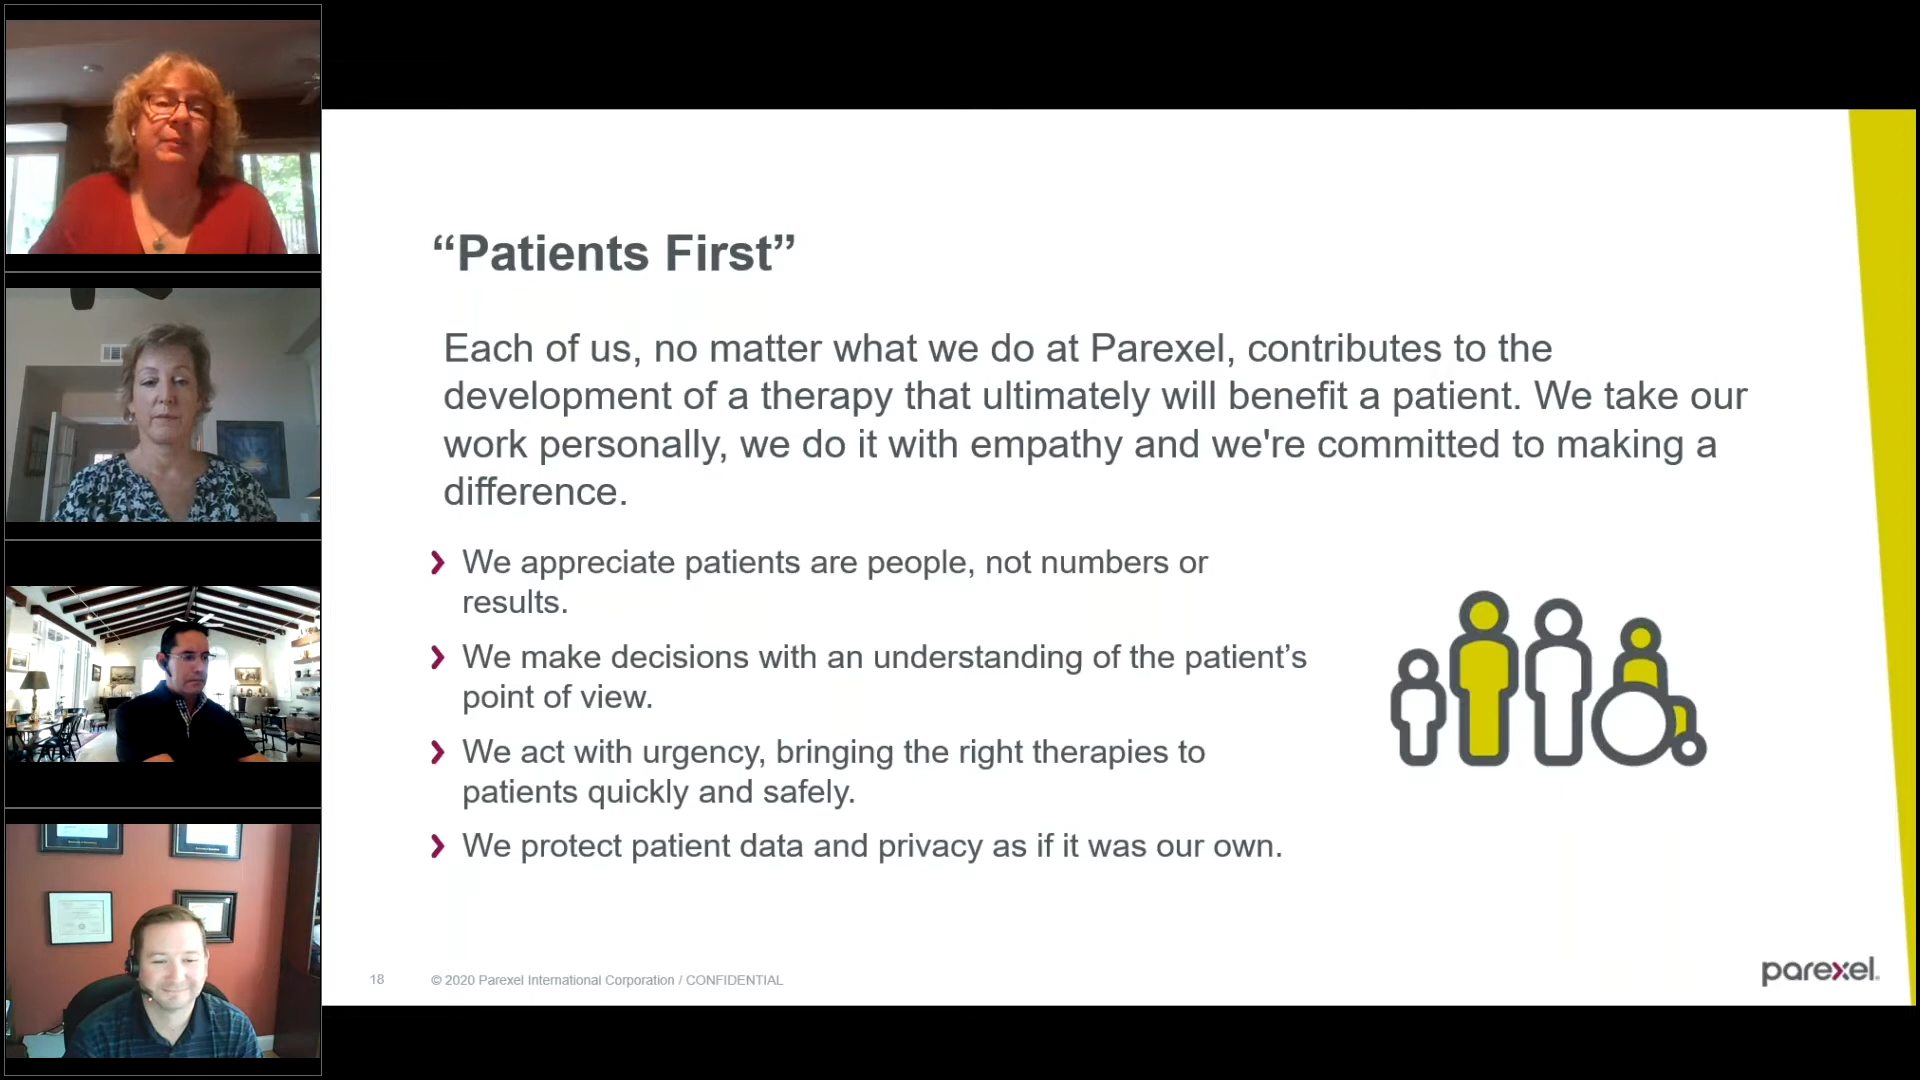 “Patients First”
Each of us, no matter what we do at Parexel, contributes to the
development of a therapy that ultimately will benefit a patient. We take our
work personally, we do it with empathy and we're committed to making a
difference.
We appreciate patients are people, not numbers or
results.
We make decisions with an understanding of the patient’s
point of view.
We act with urgency, bringing the right therapies to
patients quickly and safely.
We protect patient data and privacy as if it was our own.
18
© 2020 Parexel International Corporation / CONFIDENTIAL
parexel.